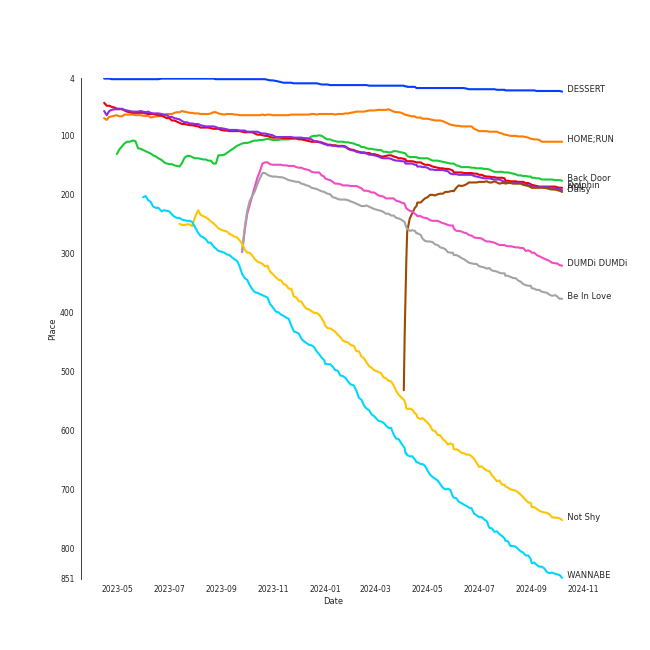 4
100
200
300
400
500
600
700
800
851
Place
DESSERT
HOME;RUN
Back Door
Dolphin
Daisy
DUMDi DUMDi
Be In Love
Not Shy
WANNABE
2023-05
2023-07
2023-09
2023-11
2024-01
2024-03
2024-05
2024-07
2024-09
2024-11
Date